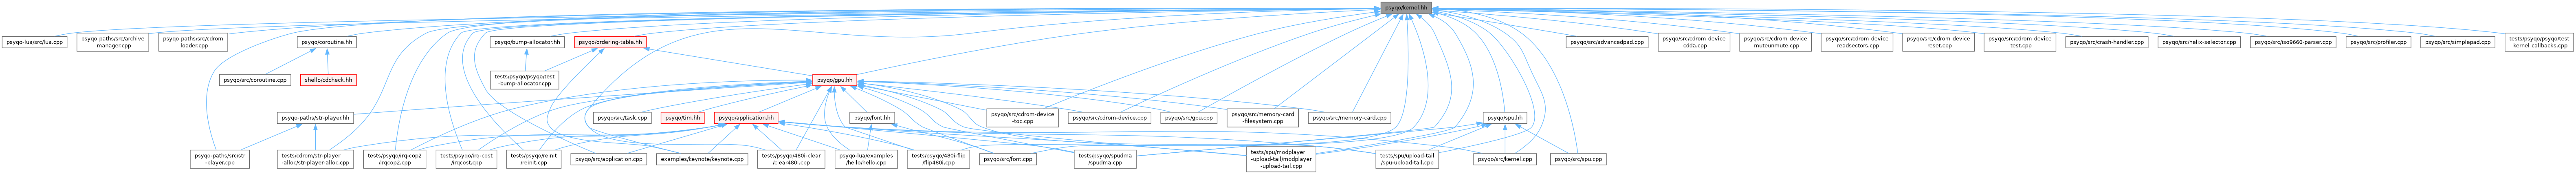 psyqo/kernel.hh
psyqo-lua/src/lua.cpp
psyqo-paths/src/archive
-manager.cpp
psyqo-paths/src/cdrom
-loader.cpp
psyqo/coroutine.hh
psyqo/bump-allocator.hh
psyqo/ordering-table.hh
psyqo/src/advancedpad.cpp
psyqo/src/cdrom-device
-cdda.cpp
psyqo/src/cdrom-device
-muteunmute.cpp
psyqo/src/cdrom-device
-readsectors.cpp
psyqo/src/cdrom-device
-reset.cpp
psyqo/src/cdrom-device
-test.cpp
psyqo/src/crash-handler.cpp
psyqo/src/helix-selector.cpp
psyqo/src/iso9660-parser.cpp
psyqo/src/profiler.cpp
psyqo/src/simplepad.cpp
tests/psyqo/psyqo/test
-kernel-callbacks.cpp
psyqo/src/coroutine.cpp
shello/cdcheck.hh
tests/psyqo/psyqo/test
-bump-allocator.cpp
psyqo/gpu.hh
psyqo-paths/str-player.hh
psyqo/src/task.cpp
psyqo/tim.hh
psyqo/application.hh
psyqo/font.hh
psyqo/src/cdrom-device
-toc.cpp
psyqo/src/cdrom-device.cpp
psyqo/src/gpu.cpp
psyqo/src/memory-card
-filesystem.cpp
psyqo/src/memory-card.cpp
psyqo/spu.hh
psyqo-paths/src/str
-player.cpp
tests/cdrom/str-player
-alloc/str-player-alloc.cpp
tests/psyqo/irq-cop2
/irqcop2.cpp
tests/psyqo/irq-cost
/irqcost.cpp
tests/psyqo/reinit
/reinit.cpp
psyqo/src/application.cpp
examples/keynote/keynote.cpp
tests/psyqo/480i-clear
/clear480i.cpp
psyqo-lua/examples
/hello/hello.cpp
tests/psyqo/480i-flip
/flip480i.cpp
psyqo/src/font.cpp
tests/psyqo/spudma
/spudma.cpp
tests/spu/modplayer
-upload-tail/modplayer
-upload-tail.cpp
tests/spu/upload-tail
/spu-upload-tail.cpp
psyqo/src/kernel.cpp
psyqo/src/spu.cpp